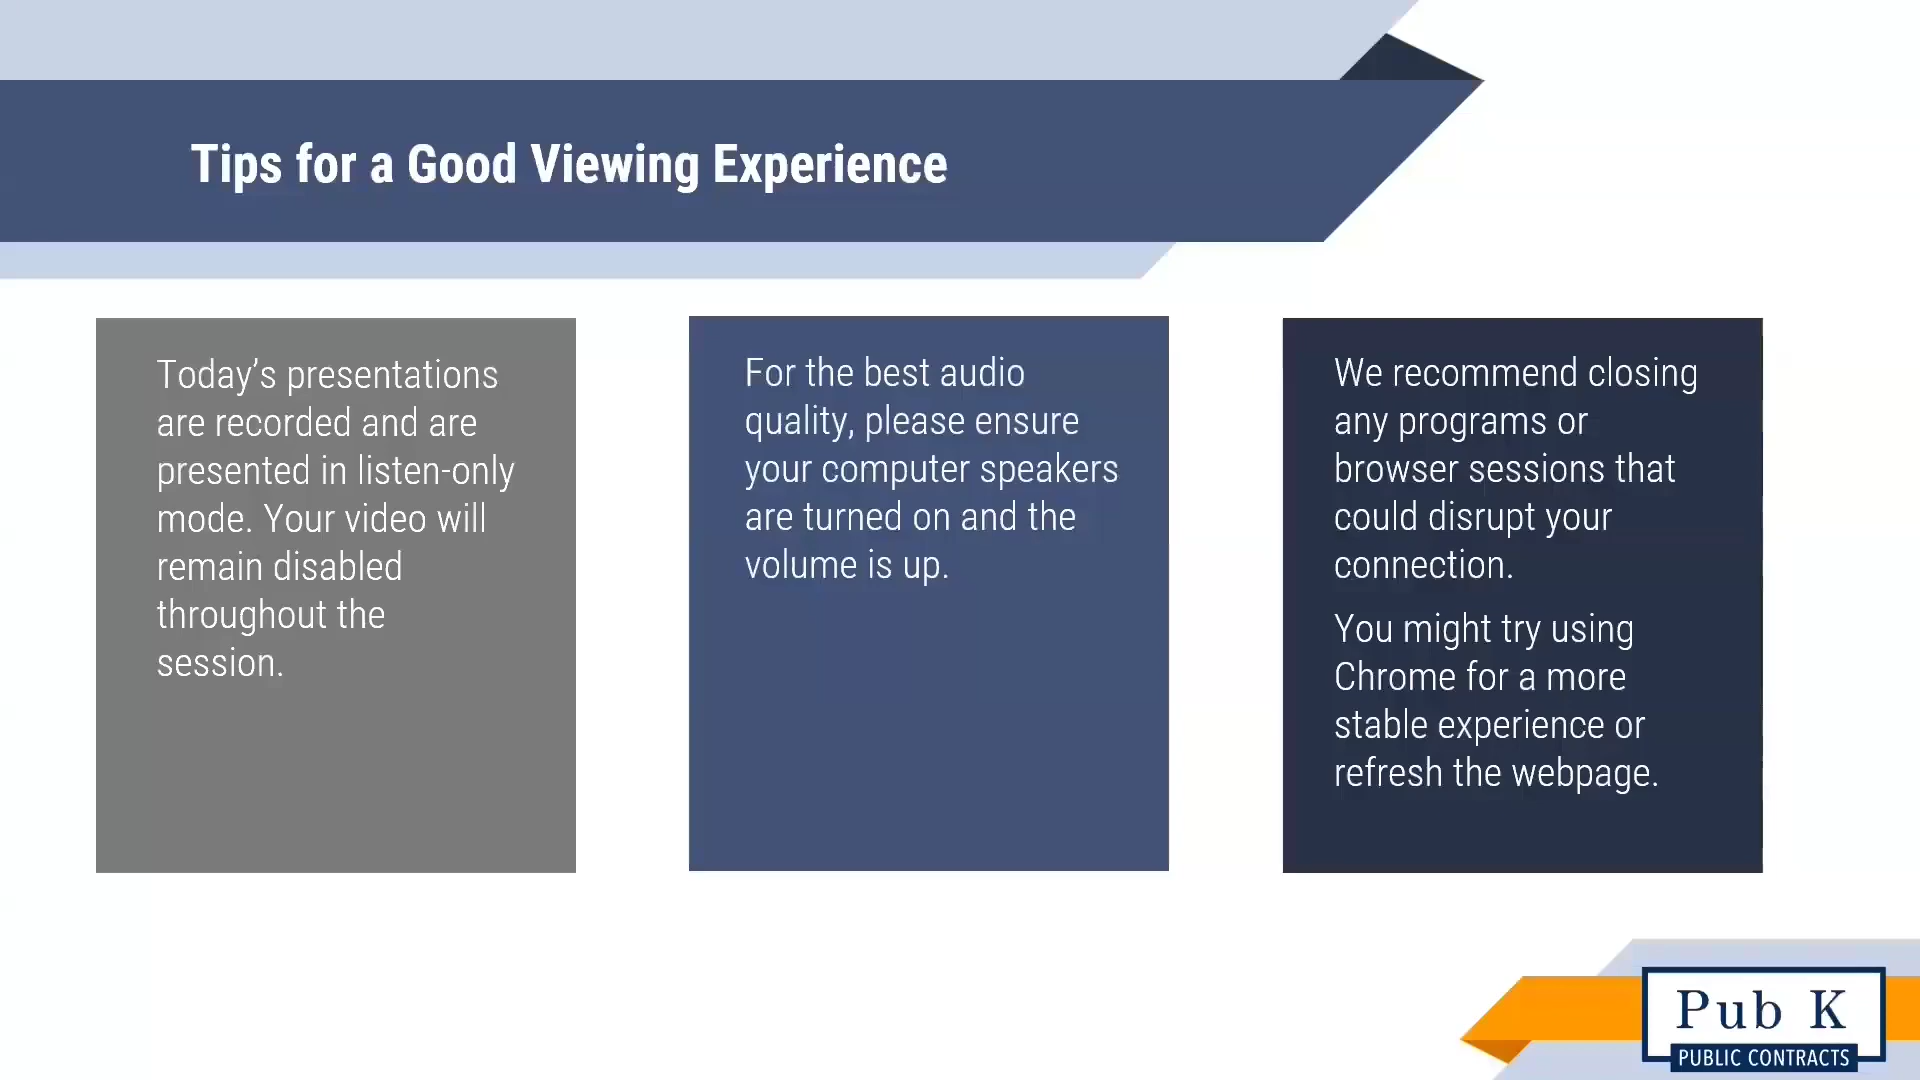 Tips for a Good Viewing Experience
Today’s presentations
are recorded and are
presented in listen-only
mode. Your video will
remain disabled
throughout the
session.
For the best audio
quality, please ensure
your computer speakers
are turned on and the
volume is up.
We recommend closing
any programs or
browser sessions that
could disrupt your
connection.
You might try using
Chrome for a more
stable experience or
refresh the webpage.
Pub K
PUBLIC CONTRACTS